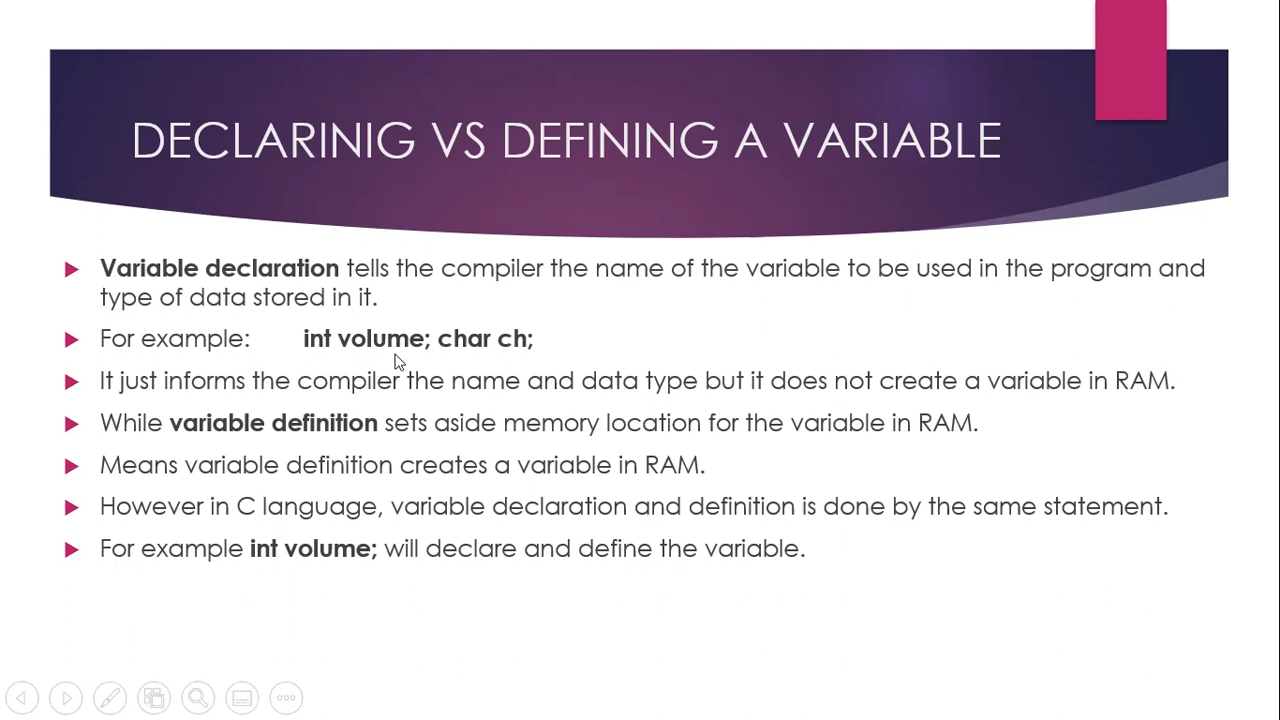 DECLARINIG VS DEFINING A VARIABLE
Variable declaration tells the compiler the name of the variable to be used in the program and
type of data stored in it.
For example: int volume; char ch;
It just informs the compiler the name and data type but it does not create a variable in RAM.
While variable definition sets aside memory location for the variable in RAM.
Means variable definition creates a variable in RAM.
However in C language, variable declaration and definition is done by the same statement.
For example int volume; will declare and define the variable.